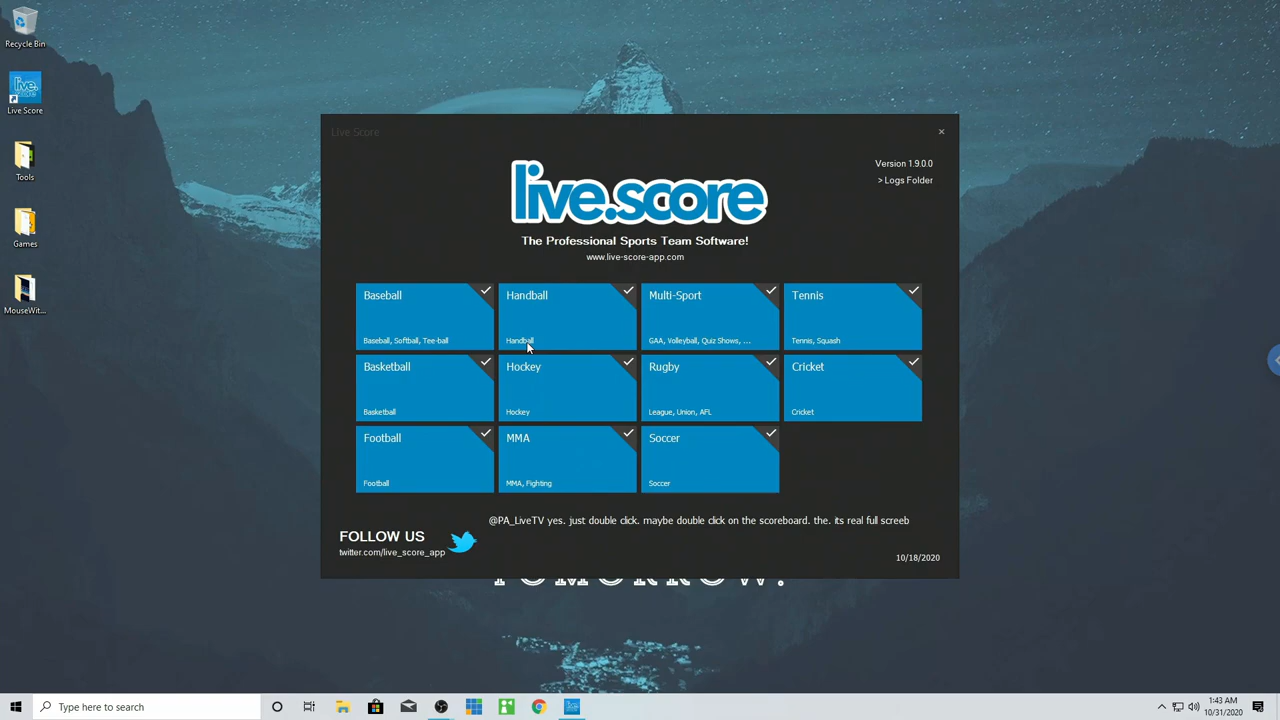 Recycle Bin
Live Score
Tools
Games
MouseWit...
Live Score
×
Version 1.9.0.0
> Logs Folder
live.score
The Professional Sports Team Software!
www.live-score-app.com
Baseball
Baseball, Softball, Tee-ball
Handball
Handball
Multi-Sport
GAA, Volleyball, Quiz Shows, ...
Tennis
Tennis, Squash
Basketball
Basketball
Hockey
Hockey
Rugby
League, Union, AFL
Cricket
Cricket
Football
Football
MMA
MMA, Fighting
Soccer
Soccer
@PA_LiveTV yes. just double click. maybe double click on the scoreboard. the. its real full screeb
FOLLOW US
twitter.com/live_score_app
10/18/2020
TOMORROW.
Type here to search
1:43 AM
10/31/2020